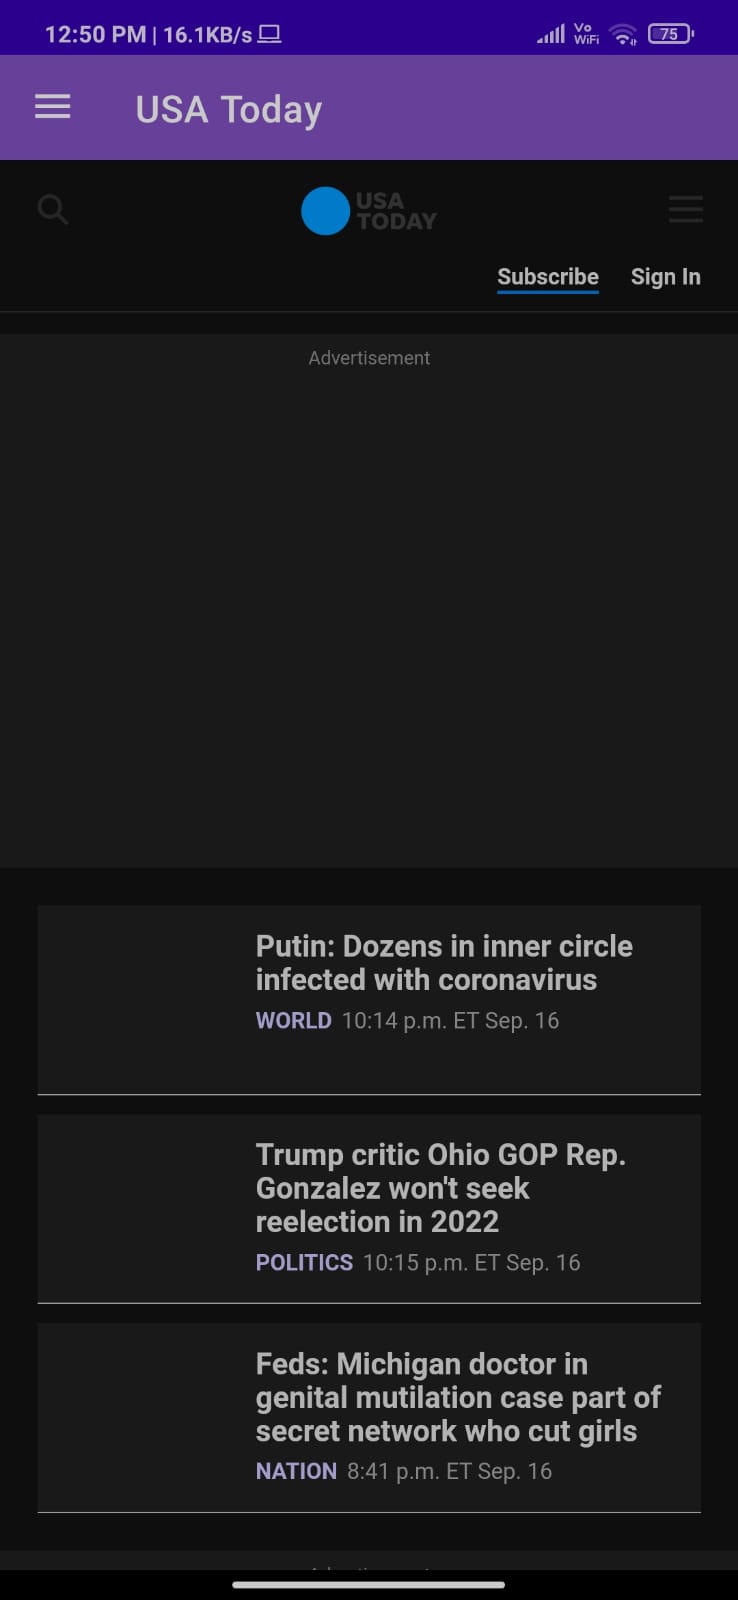 12:50 PM | 16.1KB/s
Vo
WiFi
75
USA Today
USA
TODAY
Subscribe Sign In
Advertisement
Putin: Dozens in inner circle
infected with coronavirus
WORLD 10:14 p.m. ET Sep. 16
Trump critic Ohio GOP Rep.
Gonzalez won't seek
reelection in 2022
POLITICS 10:15 p.m. ET Sep. 16
Feds: Michigan doctor in
genital mutilation case part of
secret network who cut girls
NATION 8:41 p.m. ET Sep. 16